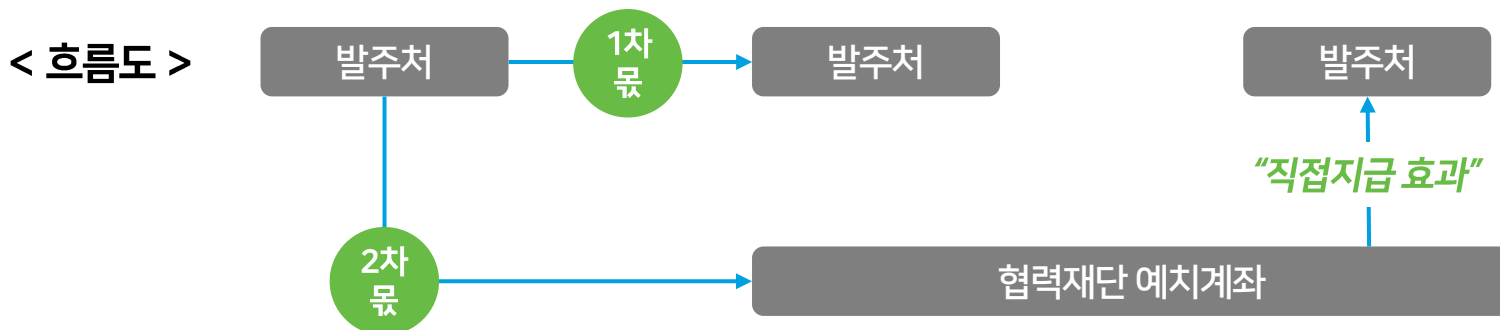 < 흐름도 >
발주처
1차
몫
발주처
발주처
“직접지급 효과”
2차
몫
협력재단 예치계좌